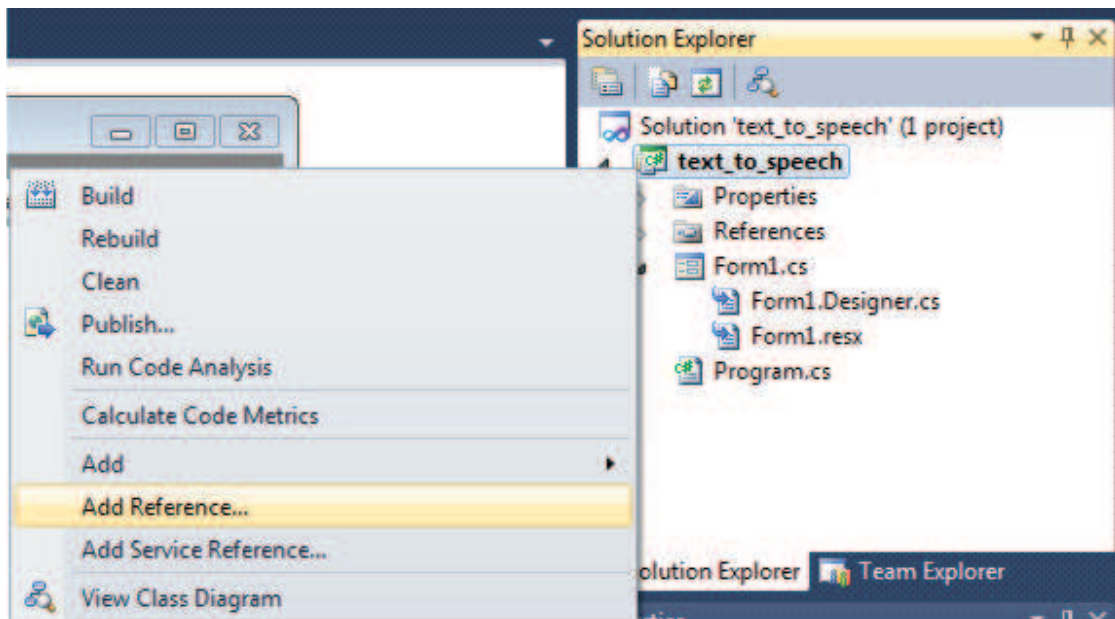 Solution Explorer
Solution 'text_to_speech' (1 project)
text_to_speech
Properties
References
Form1.cs
Form1.Designer.cs
Form1.resx
Program.cs
Build
Rebuild
Clean
Publish...
Run Code Analysis
Calculate Code Metrics
Add
Add Reference...
Add Service Reference...
View Class Diagram
olution Explorer
Team Explorer